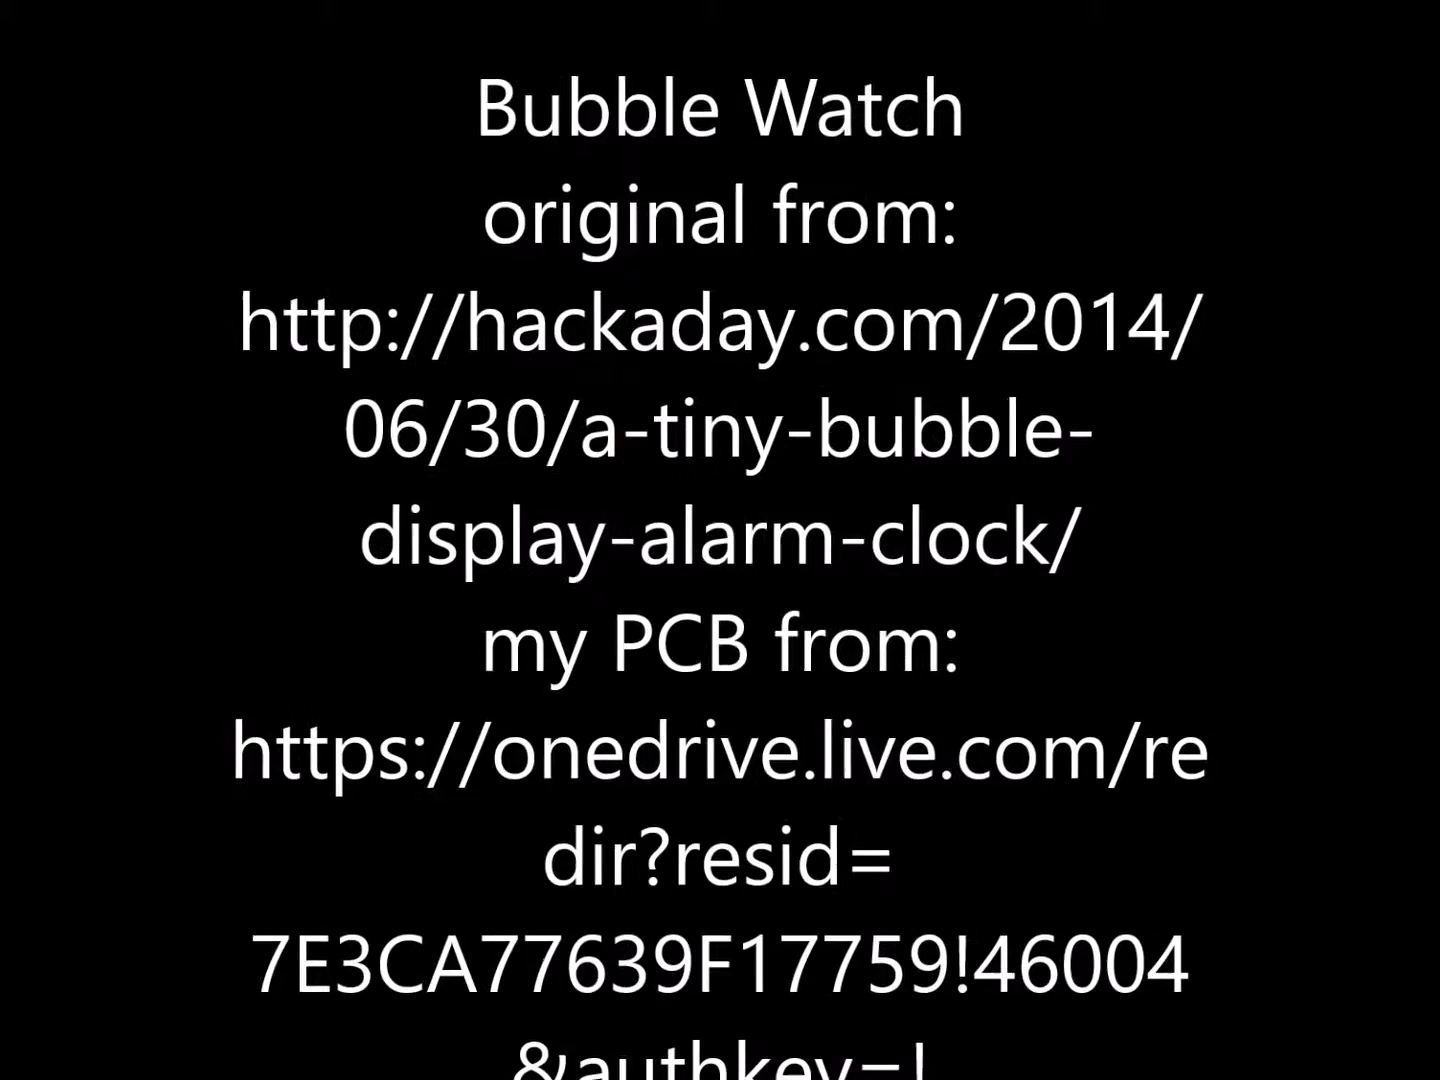 Bubble Watch
original from:
http://hackaday.com/2014/
06/30/a-tiny-bubble-
display-alarm-clock/
my PCB from:
https://onedrive.live.com/re
dir?resid=
7E3CA77639F17759!46004
&authkey=!